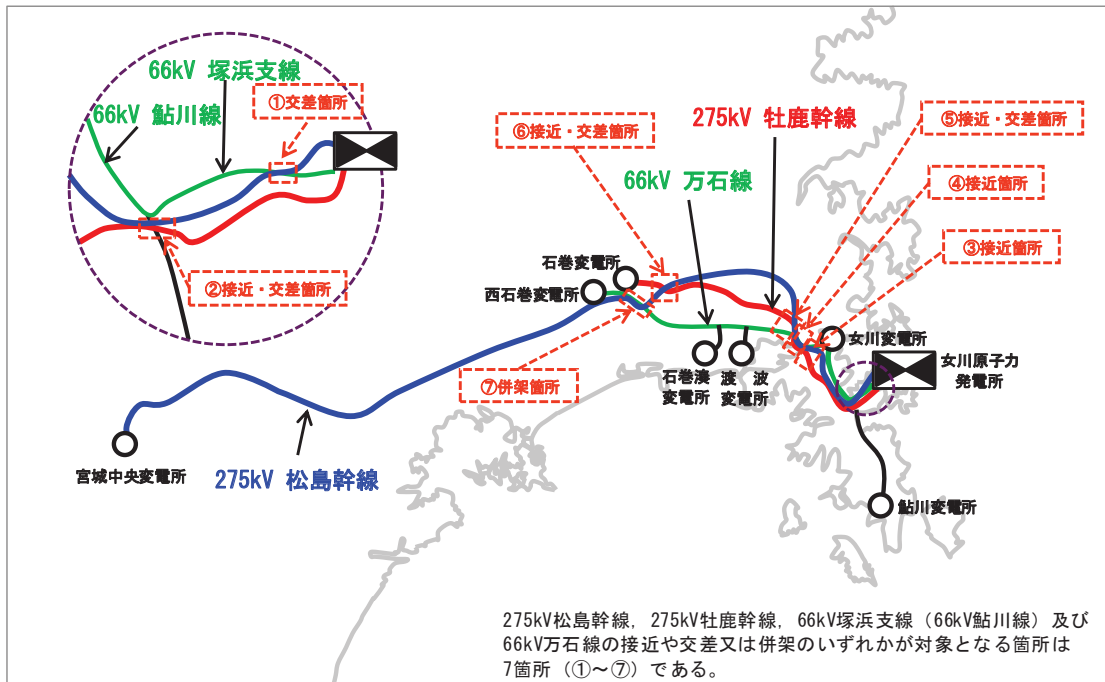 66kV 塚浜支線
①交差箇所
66kV 鮎川線
②接近・交差箇所
⑥接近・交差箇所
275kV 牡鹿幹線
⑤接近・交差箇所
66kV 万石線
④接近箇所
③接近箇所
石巻変電所
西石巻変電所
女川変電所
女川原子力
発電所
石巻湊
変電所
渡 波
変電所
⑦併架箇所
宮城中央変電所
275kV 松島幹線
鮎川変電所
275kV松島幹線，275kV牡鹿幹線，66kV塚浜支線（66kV鮎川線）及び
66kV万石線の接近や交差又は併架のいずれかが対象となる箇所は
7箇所（①～⑦）である。